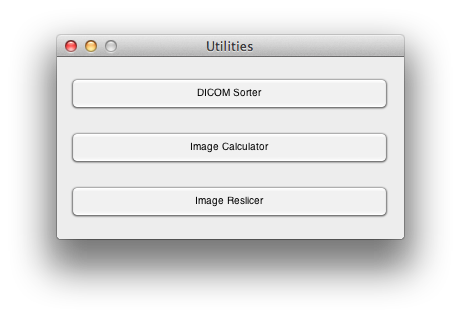 Utilities
DICOM Sorter
Image Calculator
Image Reslicer